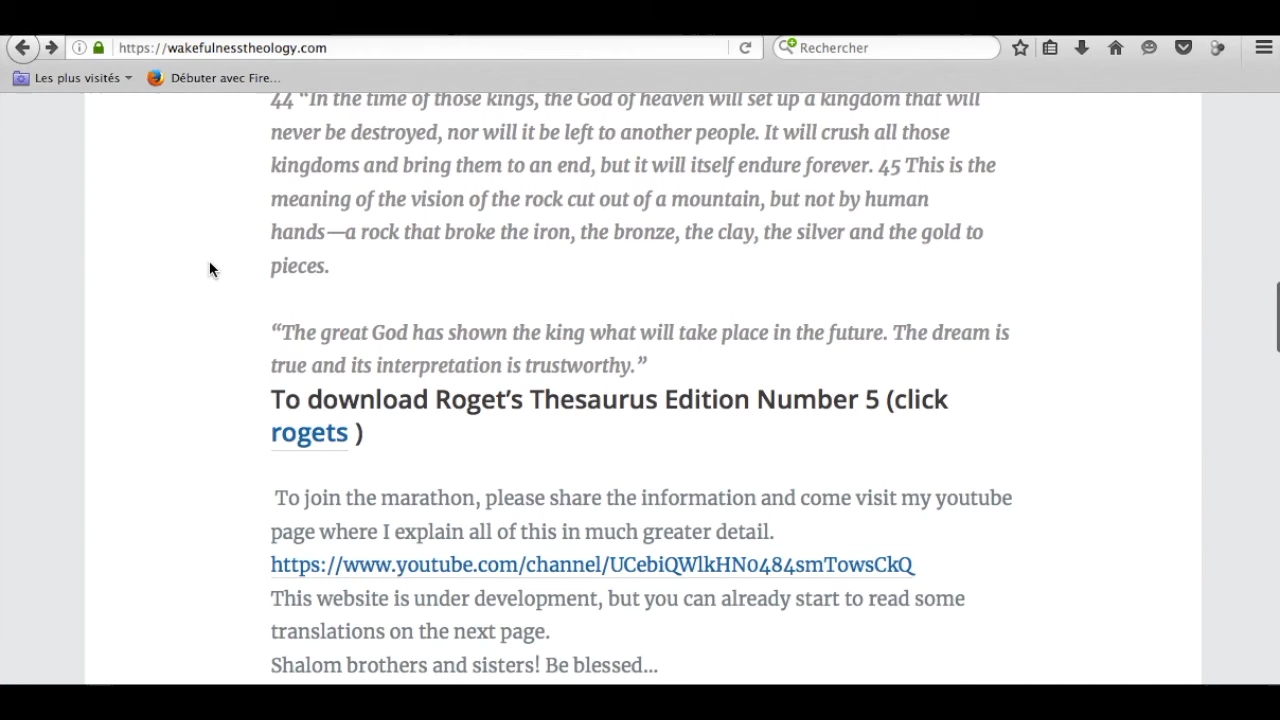 https://wakefulnesstheology.com
Rechercher
Les plus visités
Débuter avec Fire...
44 “In the time of those kings, the God of heaven will set up a kingdom that will
never be destroyed, nor will it be left to another people. It will crush all those
kingdoms and bring them to an end, but it will itself endure forever. 45 This is the
meaning of the vision of the rock cut out of a mountain, but not by human
hands—a rock that broke the iron, the bronze, the clay, the silver and the gold to
pieces.
“The great God has shown the king what will take place in the future. The dream is
true and its interpretation is trustworthy.”
To download Roget’s Thesaurus Edition Number 5 (click
rogets )
To join the marathon, please share the information and come visit my youtube
page where I explain all of this in much greater detail.
https://www.youtube.com/channel/UCebiQWlkHN0484smTowsCkQ
This website is under development, but you can already start to read some
translations on the next page.
Shalom brothers and sisters! Be blessed...